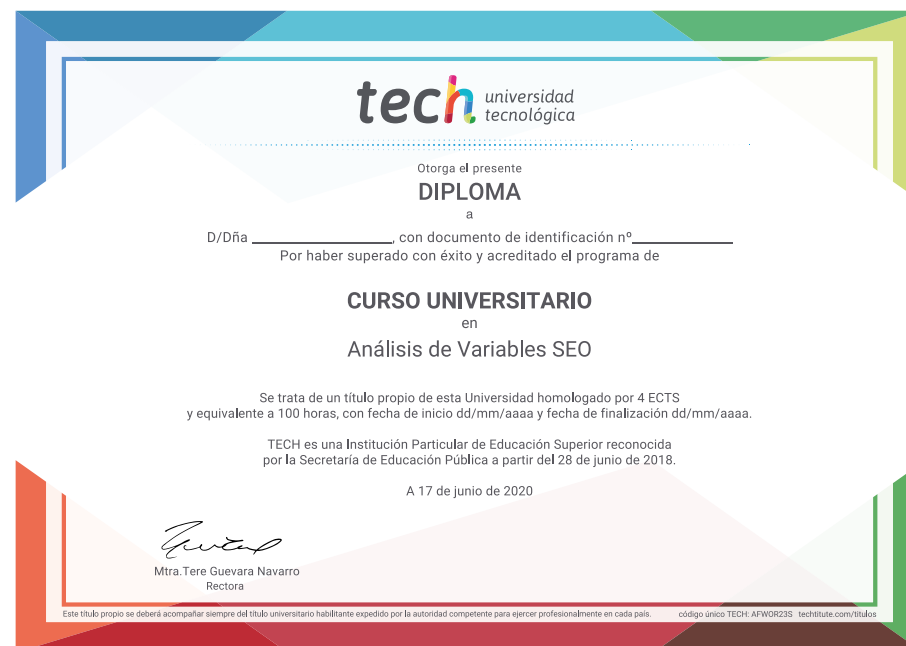 tech universidad
tecnológica
Otorga el presente
DIPLOMA
a
D/Dña ____________________, con documento de identificación nº______________
Por haber superado con éxito y acreditado el programa de
CURSO UNIVERSITARIO
en
Análisis de Variables SEO
Se trata de un título propio de esta Universidad homologado por 4 ECTS
y equivalente a 100 horas, con fecha de inicio dd/mm/aaaa y fecha de finalización dd/mm/aaaa.
TECH es una Institución Particular de Educación Superior reconocida
por la Secretaría de Educación Pública a partir del 28 de junio de 2018.
A 17 de junio de 2020
Mtra.Tere Guevara Navarro
Rectora
Este título propio se deberá acompañar siempre del título universitario habilitante expedido por la autoridad competente para ejercer profesionalmente en cada país. código único TECH: AFWOR23S techtitute.com/titulos